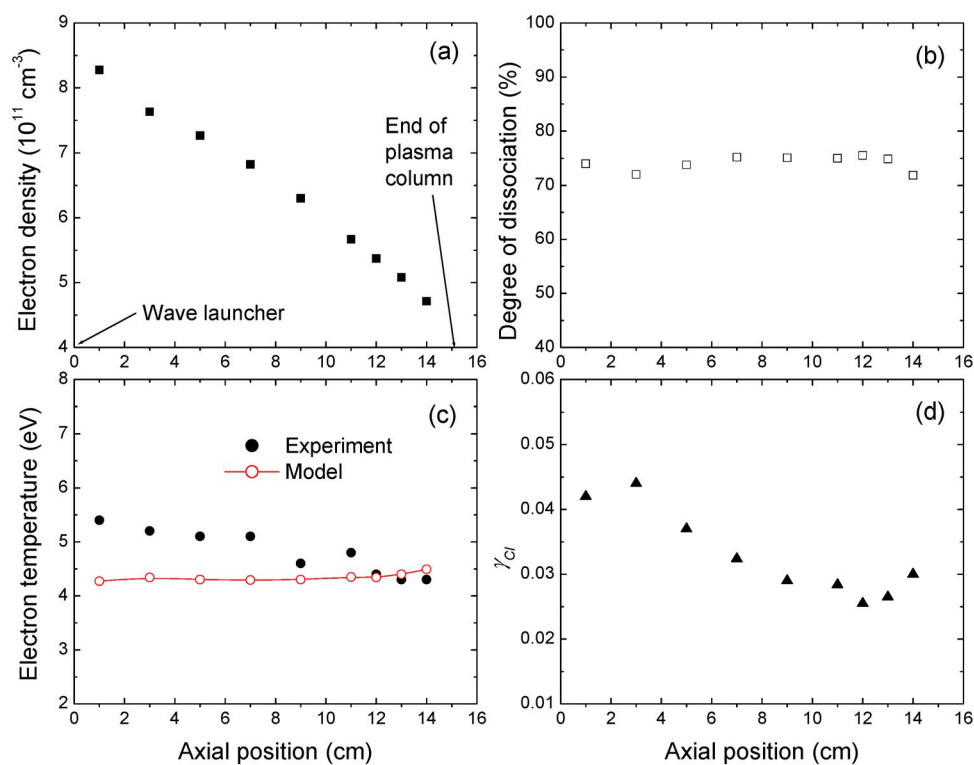 (a)
Electron density (10¹¹ cm⁻³)
9
8
7
6
5
4
End of
plasma
column
Wave launcher
0 2 4 6 8 10 12 14 16
(b)
Degree of dissociation (%)
100
90
80
70
60
50
40
0 2 4 6 8 10 12 14 16
(c)
Electron temperature (eV)
8
7
6
5
4
3
2
Experiment
Model
0 2 4 6 8 10 12 14 16
Axial position (cm)
(d)
γCl
0.06
0.05
0.04
0.03
0.02
0.01
0 2 4 6 8 10 12 14 16
Axial position (cm)